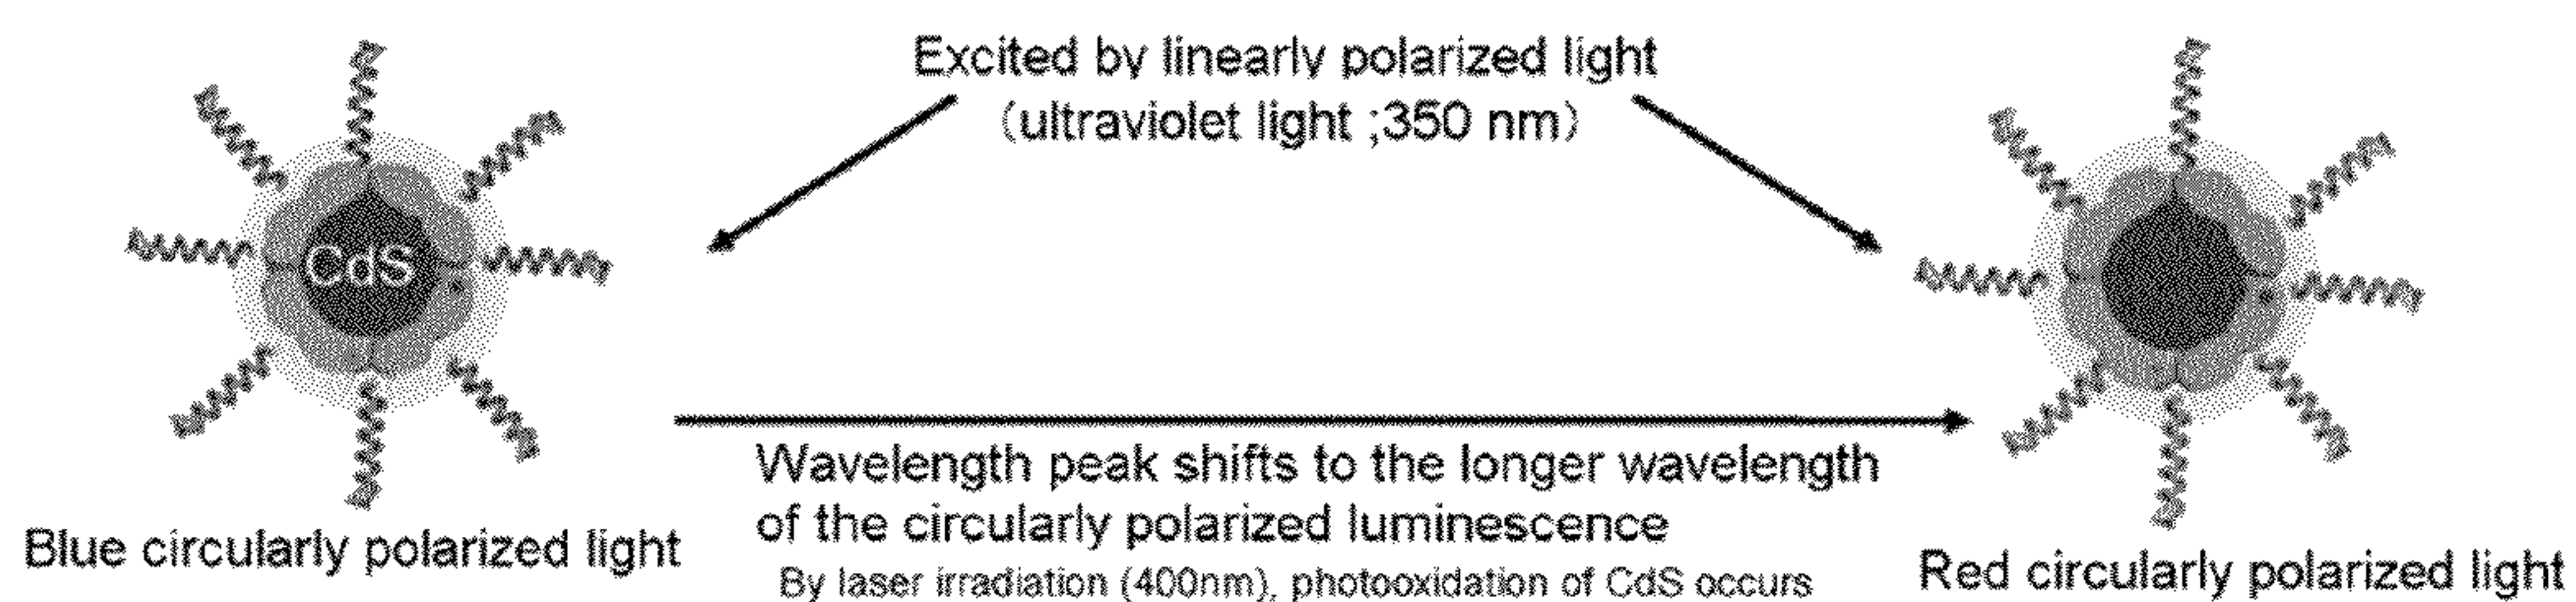 Excited by linearly polarized light
(ultraviolet light ;350 nm)
CdS
Wavelength peak shifts to the longer wavelength
of the circularly polarized luminescence
By laser irradiation (400nm), photooxidation of CdS occurs
Blue circularly polarized light
Red circularly polarized light